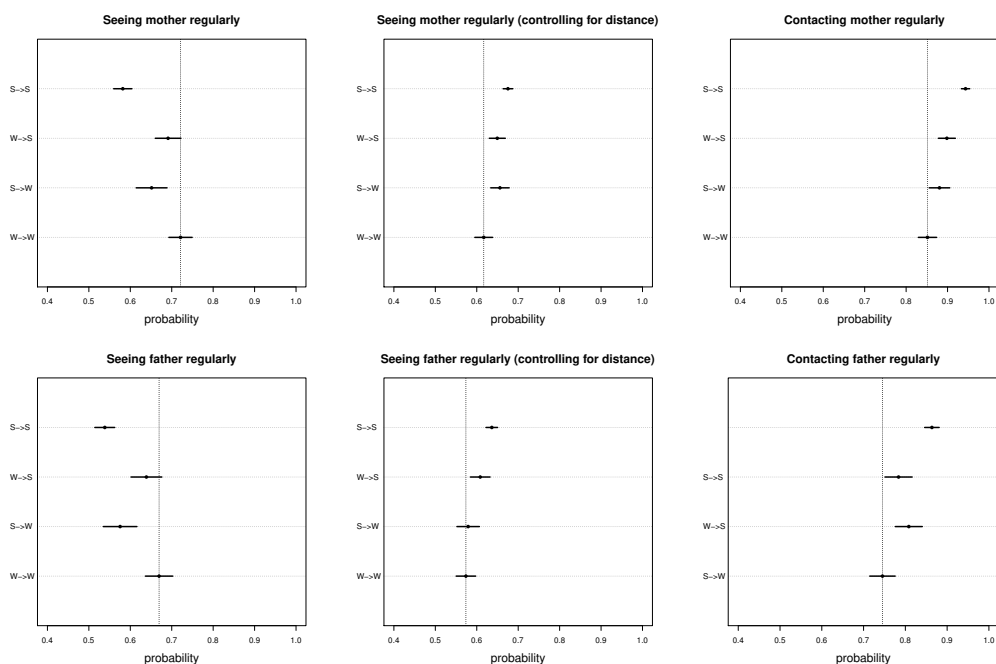 Seeing mother regularly
S->S
W->S
S->W
W->W
0.4 0.5 0.6 0.7 0.8 0.9 1.0
probability
Seeing mother regularly (controlling for distance)
S->S
W->S
S->W
W->W
0.4 0.5 0.6 0.7 0.8 0.9 1.0
probability
Contacting mother regularly
S->S
W->S
S->W
W->W
0.4 0.5 0.6 0.7 0.8 0.9 1.0
probability
Seeing father regularly
S->S
W->S
S->W
W->W
0.4 0.5 0.6 0.7 0.8 0.9 1.0
probability
Seeing father regularly (controlling for distance)
S->S
W->S
S->W
W->W
0.4 0.5 0.6 0.7 0.8 0.9 1.0
probability
Contacting father regularly
S->S
W->S
S->W
0.4 0.5 0.6 0.7 0.8 0.9 1.0
probability